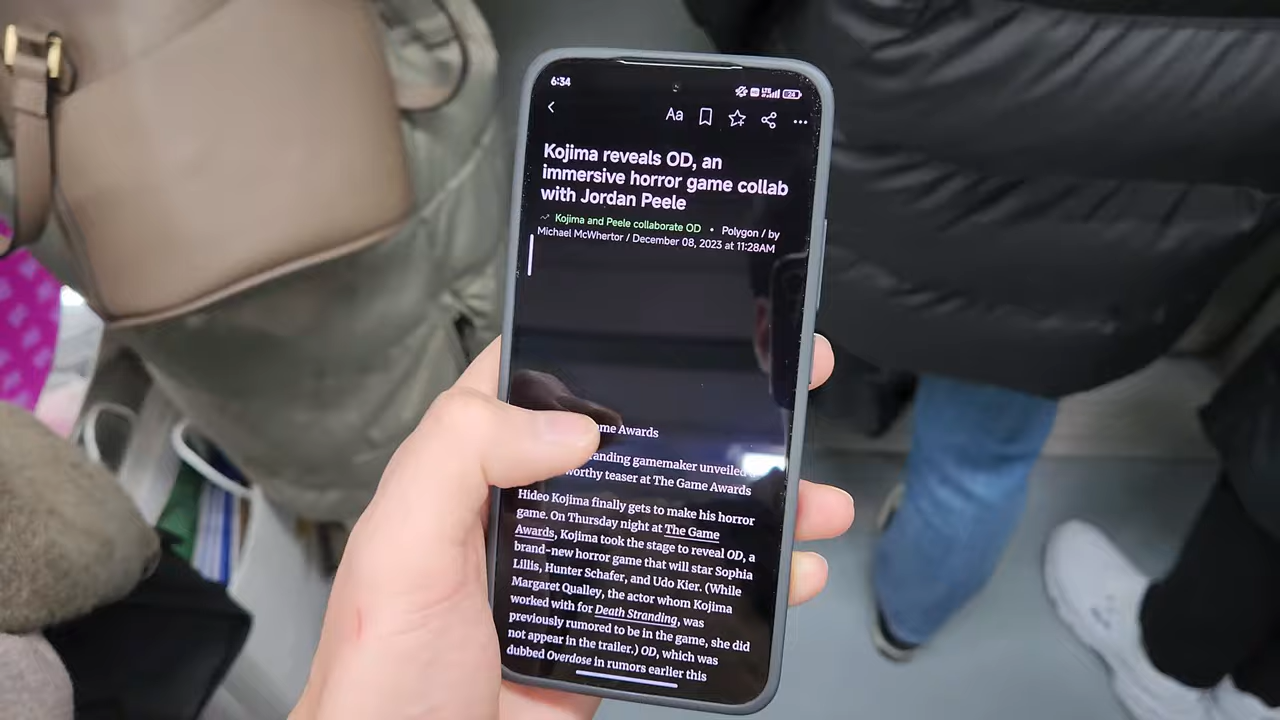 6:34
LTE 24
Aa
Kojima reveals OD, an
immersive horror game collab
with Jordan Peele
Kojima and Peele collaborate OD • Polygon / by
Michael McWhertor / December 08, 2023 at 11:28AM
ame Awards
randing gamemaker unveiled
worthy teaser at The Game Awards
Hideo Kojima finally gets to make his horror
game. On Thursday night at The Game
Awards, Kojima took the stage to reveal OD, a
brand-new horror game that will star Sophia
Lillis, Hunter Schafer, and Udo Kier. (While
Margaret Qualley, the actor whom Kojima
worked with for Death Stranding, was
previously rumored to be in the game, she did
not appear in the trailer.) OD, which was
dubbed Overdose in rumors earlier this